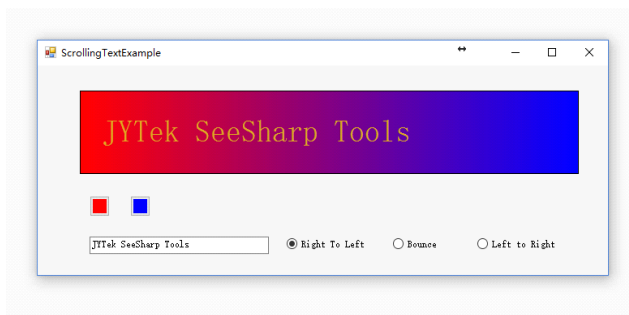 ScrollingTextExample
JYTek SeeSharp Tools
JYTek SeeSharp Tools Right To Left Bounce Left to Right